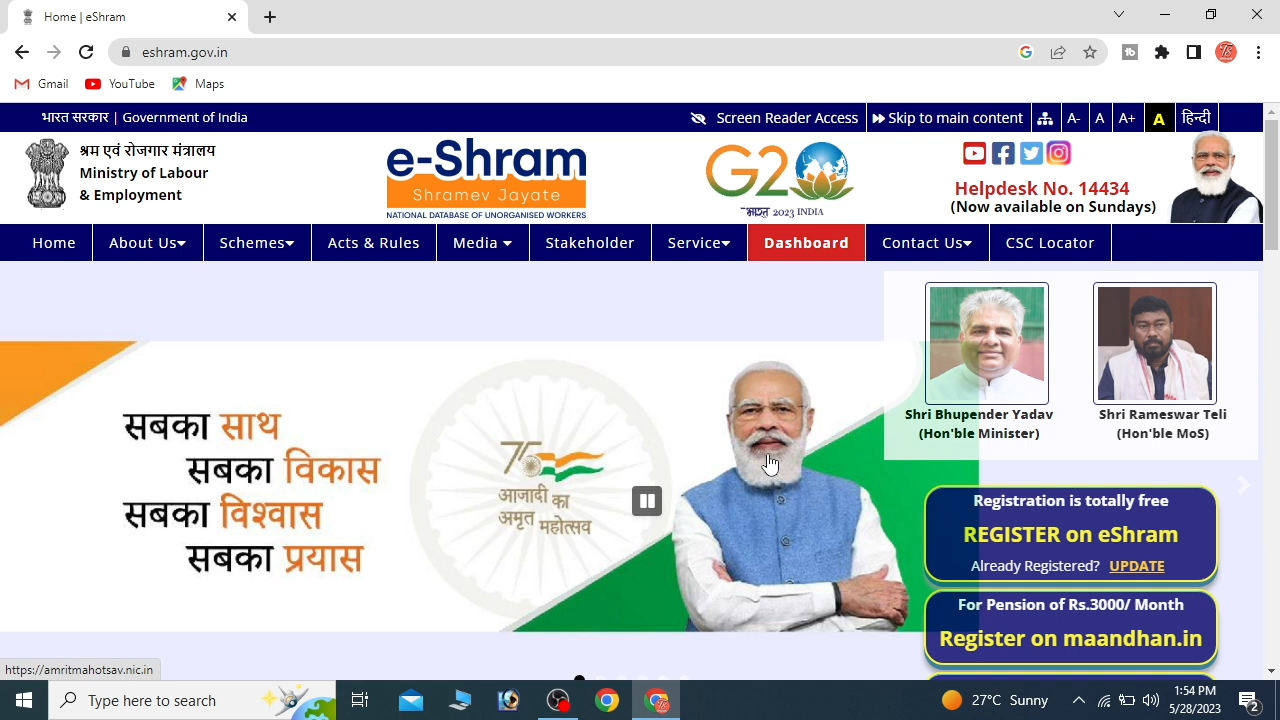 Home | eShram
eshram.gov.in
Gmail YouTube Maps
भारत सरकार | Government of India
Screen Reader Access Skip to main content A- A A+ A हिन्दी
श्रम एवं रोजगार मंत्रालय
Ministry of Labour
& Employment
e-Shram
Shramev Jayate
NATIONAL DATABASE OF UNORGANISED WORKERS
G20
भारत 2023 INDIA
Helpdesk No. 14434
(Now available on Sundays)
Home About Us Schemes Acts & Rules Media Stakeholder Service Dashboard Contact Us CSC Locator
Shri Bhupender Yadav
(Hon'ble Minister)
Shri Rameswar Teli
(Hon'ble MoS)
सबका साथ
सबका विकास
सबका विश्वास
सबका प्रयास
75
आज़ादी का
अमृत महोत्सव
Registration is totally free
REGISTER on eShram
Already Registered? UPDATE
For Pension of Rs.3000/ Month
Register on maandhan.in
https://amritmahotsav.nic.in
Type here to search
27°C Sunny
1:54 PM
5/28/2023
2